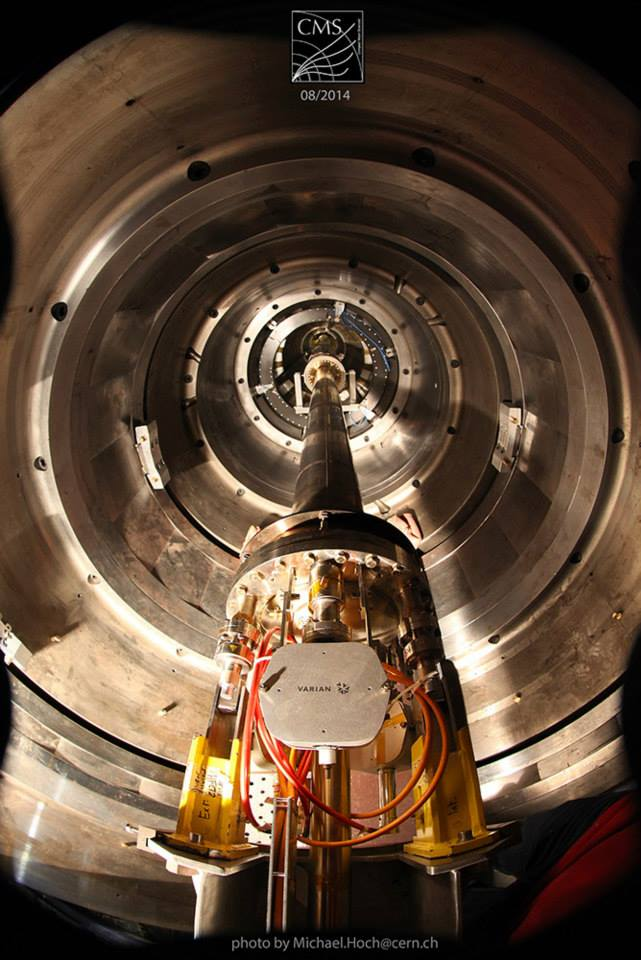 CMS
08/2014
VARIAN
photo by Michael.Hoch@cern.ch